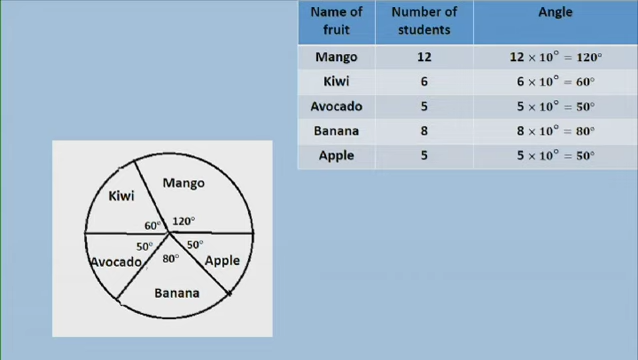 Name of fruit Number of students Angle
Mango 12 12 × 10° = 120°
Kiwi 6 6 × 10° = 60°
Avocado 5 5 × 10° = 50°
Banana 8 8 × 10° = 80°
Apple 5 5 × 10° = 50°
Mango
Kiwi
60° 120°
50° 50°
80°
Avocado Apple
Banana